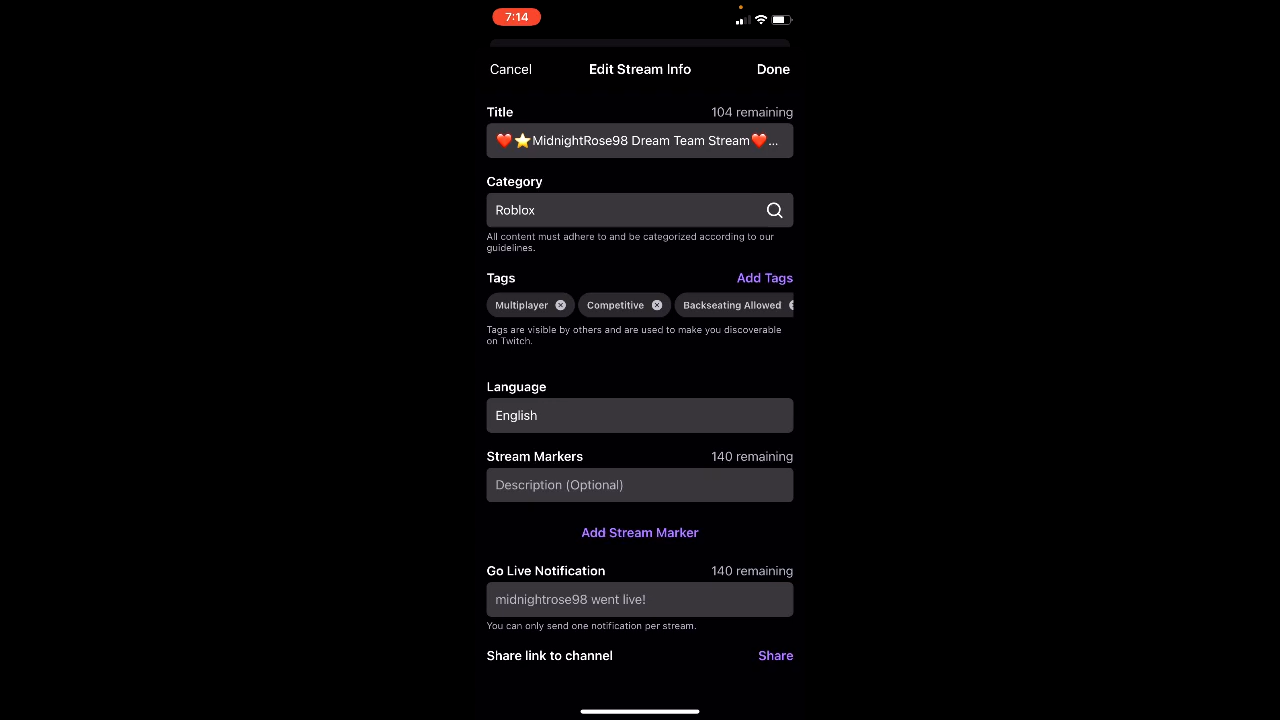 7:14
Cancel Edit Stream Info Done
Title 104 remaining
❤️⭐MidnightRose98 Dream Team Stream❤️...
Category
Roblox
All content must adhere to and be categorized according to our
guidelines.
Tags Add Tags
Multiplayer Competitive Backseating Allowed
Tags are visible by others and are used to make you discoverable
on Twitch.
Language
English
Stream Markers 140 remaining
Description (Optional)
Add Stream Marker
Go Live Notification 140 remaining
midnightrose98 went live!
You can only send one notification per stream.
Share link to channel Share